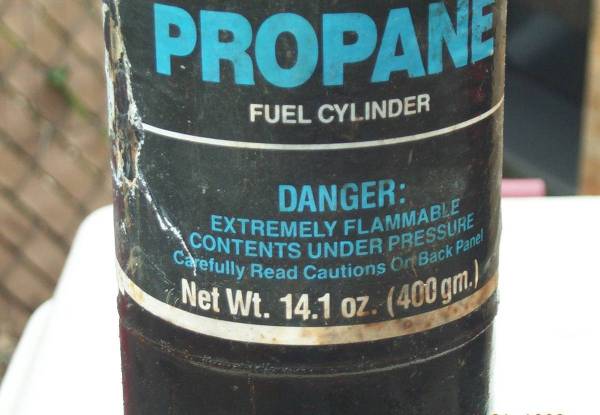 PROPANE
FUEL CYLINDER
DANGER:
EXTREMELY FLAMMABLE
CONTENTS UNDER PRESSURE
Carefully Read Cautions On Back Panel
Net Wt. 14.1 oz. (400 gm.)